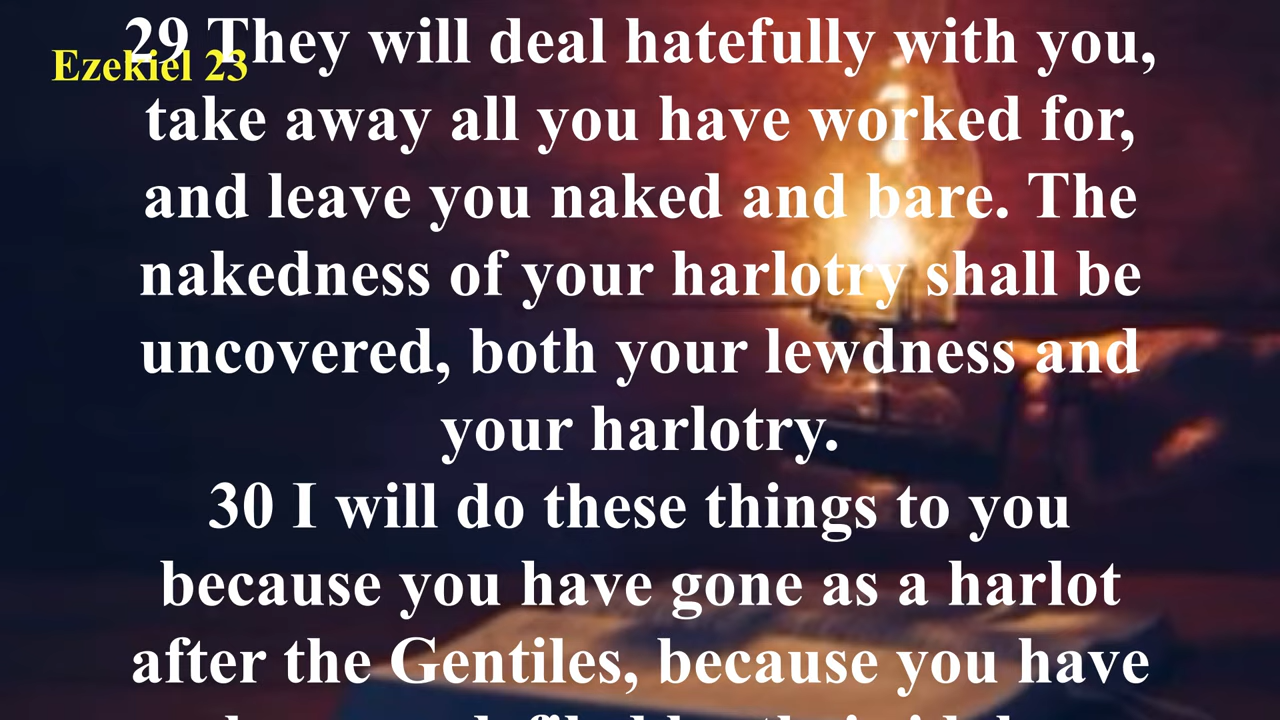 29 They will deal hatefully with you,
Ezekiel 23
take away all you have worked for,
and leave you naked and bare. The
nakedness of your harlotry shall be
uncovered, both your lewdness and
your harlotry.
30 I will do these things to you
because you have gone as a harlot
after the Gentiles, because you have